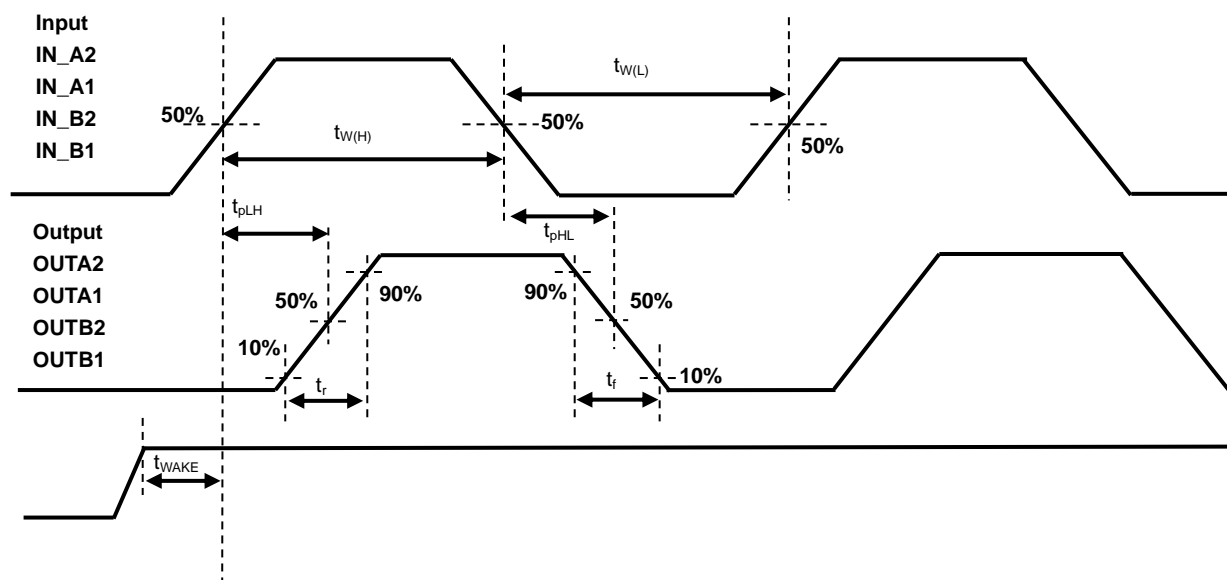 Input
IN_A2
IN_A1
IN_B2
IN_B1
50%
tW(H)
50%
tW(L)
50%
Output
OUTA2
OUTA1
OUTB2
OUTB1
tpLH
10%
50%
90%
tr
tpHL
90%
50%
10%
tf
tWAKE